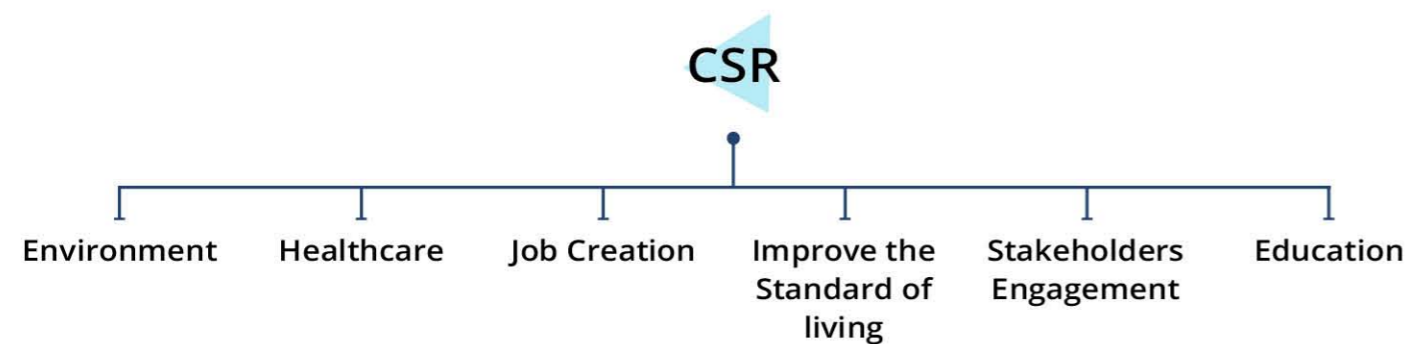 CSR
Environment
Healthcare
Job Creation
Improve the
Standard of
living
Stakeholders
Engagement
Education